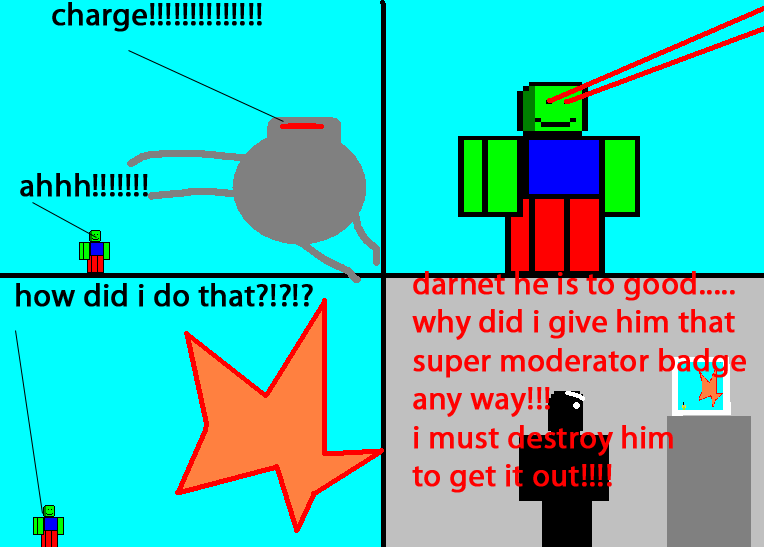 charge!!!!!!!!!!!!!!
ahhh!!!!!!!
how did i do that?!?!?
darnet he is to good.....
why did i give him that
super moderator badge
any way!!!
i must destroy him
to get it out!!!!